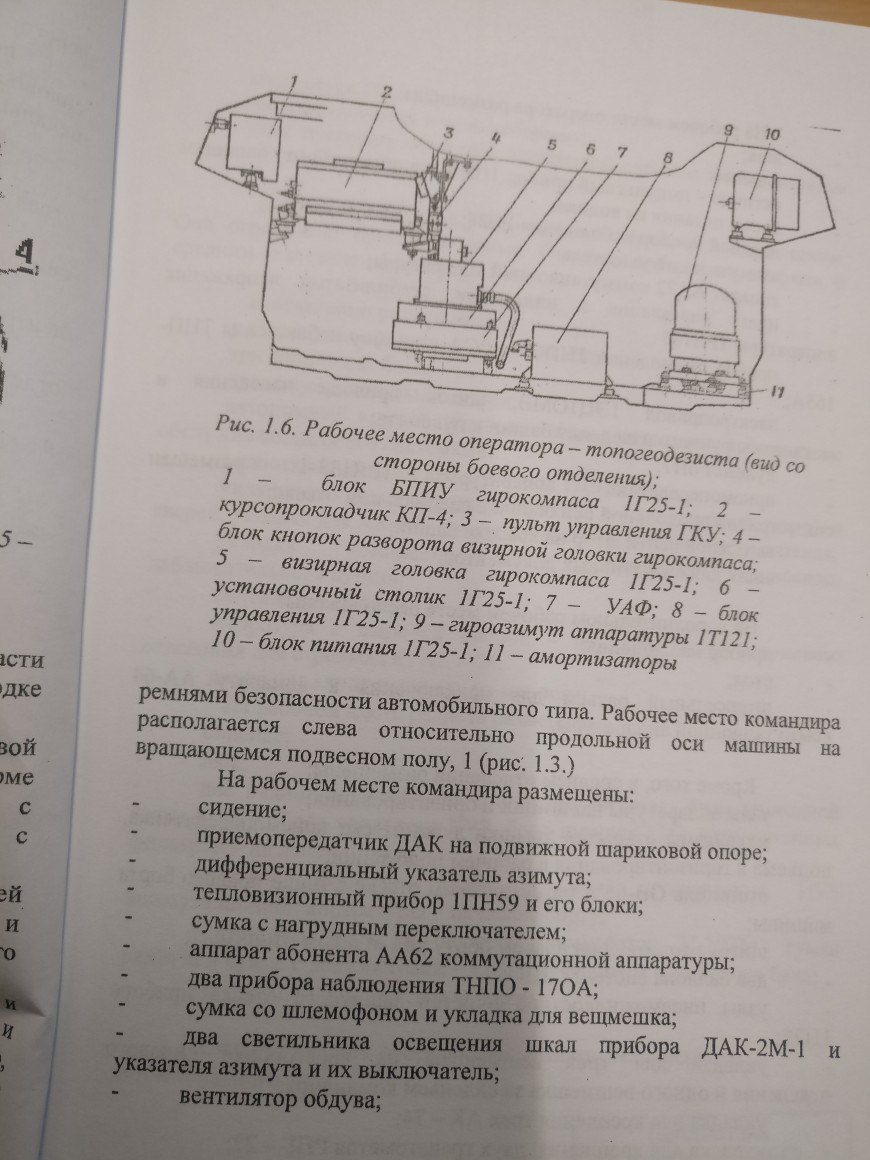 1
2
3
4
5
6
7
8
9
10
11
Рис. 1.6. Рабочее место оператора – топогеодезиста (вид со
стороны боевого отделения);
1 – блок БПИУ гирокомпаса 1Г25-1; 2 –
курсопрокладчик КП-4; 3 – пульт управления ГКУ; 4 –
блок кнопок разворота визирной головки гирокомпаса;
5 – визирная головка гирокомпаса 1Г25-1; 6 –
установочный столик 1Г25-1; 7 – УАФ; 8 – блок
управления 1Г25-1; 9 – гироазимут аппаратуры 1Т121;
10 – блок питания 1Г25-1; 11 – амортизаторы
ремнями безопасности автомобильного типа. Рабочее место командира
располагается слева относительно продольной оси машины на
вращающемся подвесном полу, 1 (рис. 1.3.)
На рабочем месте командира размещены:
- сидение;
- приемопередатчик ДАК на подвижной шариковой опоре;
- дифференциальный указатель азимута;
- тепловизионный прибор 1ПН59 и его блоки;
- сумка с нагрудным переключателем;
- аппарат абонента АА62 коммутационной аппаратуры;
- два прибора наблюдения ТНПО - 17ОА;
- сумка со шлемофоном и укладка для вещмешка;
- два светильника освещения шкал прибора ДАК-2М-1 и
указателя азимута и их выключатель;
- вентилятор обдува;